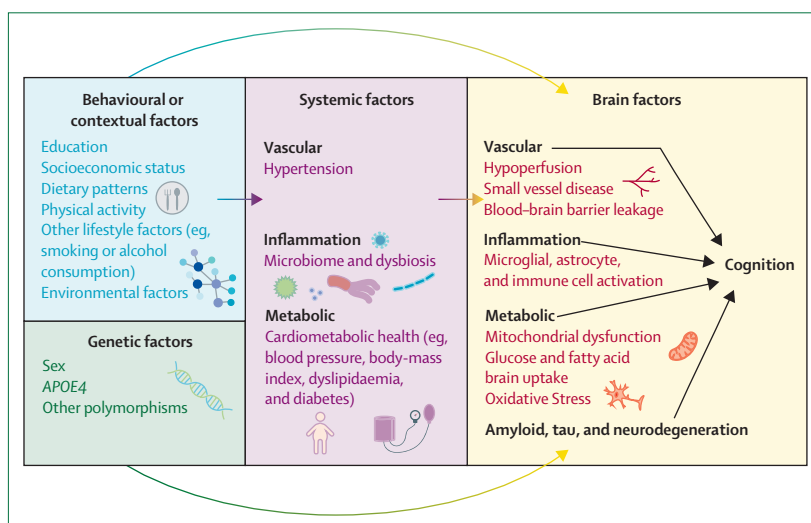 Behavioural or
contextual factors
Education
Socioeconomic status
Dietary patterns
Physical activity
Other lifestyle factors (eg,
smoking or alcohol
consumption)
Environmental factors
Genetic factors
Sex
APOE4
Other polymorphisms
Systemic factors
Vascular
Hypertension
Inflammation
Microbiome and dysbiosis
Metabolic
Cardiometabolic health (eg,
blood pressure, body-mass
index, dyslipidaemia,
and diabetes)
Brain factors
Vascular
Hypoperfusion
Small vessel disease
Blood–brain barrier leakage
Inflammation
Microglial, astrocyte,
and immune cell activation
Metabolic
Mitochondrial dysfunction
Glucose and fatty acid
brain uptake
Oxidative Stress
Amyloid, tau, and neurodegeneration
Cognition